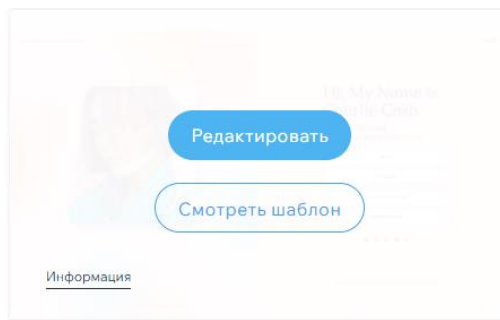 Редактировать
Смотреть шаблон
Информация